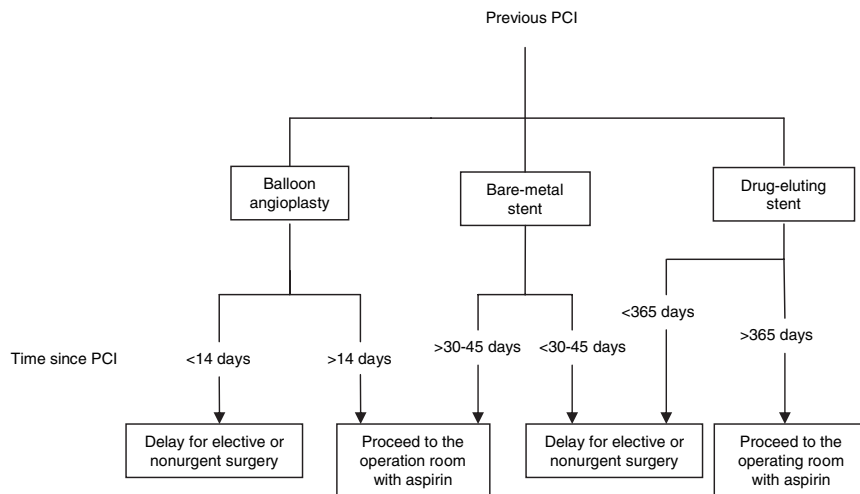 Previous PCI
Balloon
angioplasty
Bare-metal
stent
Drug-eluting
stent
Time since PCI
<14 days
>14 days
>30-45 days
<30-45 days
<365 days
>365 days
Delay for elective or
nonurgent surgery
Proceed to the
operation room
with aspirin
Delay for elective or
nonurgent surgery
Proceed to the
operating room
with aspirin